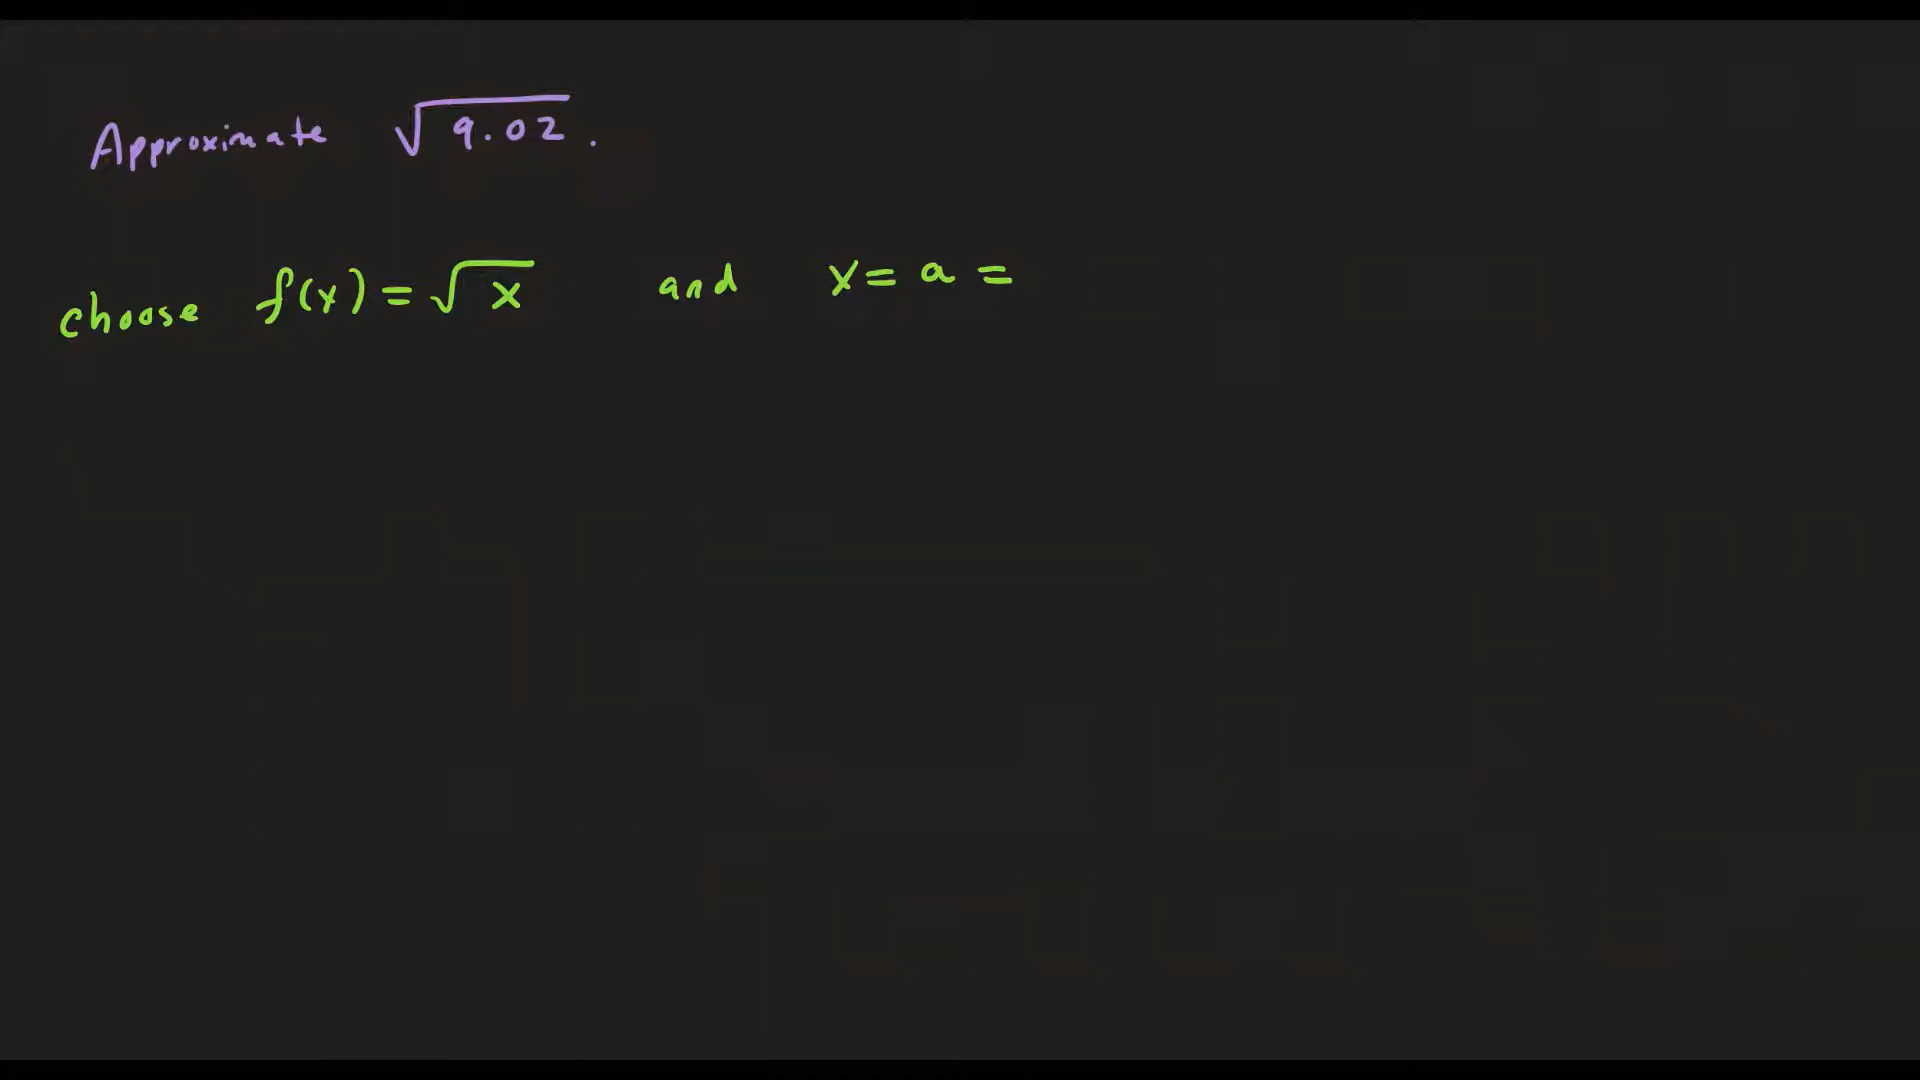 Approximate √9.02.
choose f(x) = √x and x = a =